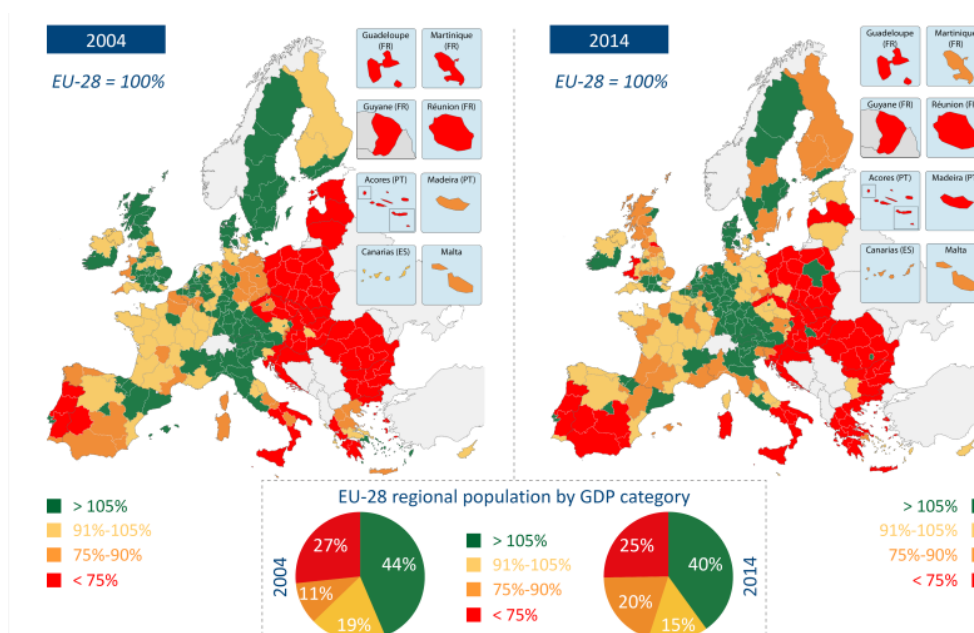 2004
EU-28 = 100%
Guadeloupe
(FR)
Martinique
(FR)
Guyane (FR)
Réunion (FR)
Acores (PT)
Madeira (PT)
Canarias (ES)
Malta
2014
EU-28 = 100%
Guadeloupe
(FR)
Martinique
(FR)
Guyane (FR)
Réunion (FR)
Acores (PT)
Madeira (PT)
Canarias (ES)
Malta
> 105%
91%-105%
75%-90%
< 75%
EU-28 regional population by GDP category
2004
27%
44%
11%
19%
> 105%
91%-105%
75%-90%
< 75%
25%
40%
20%
15%
2014
> 105%
91%-105%
75%-90%
< 75%